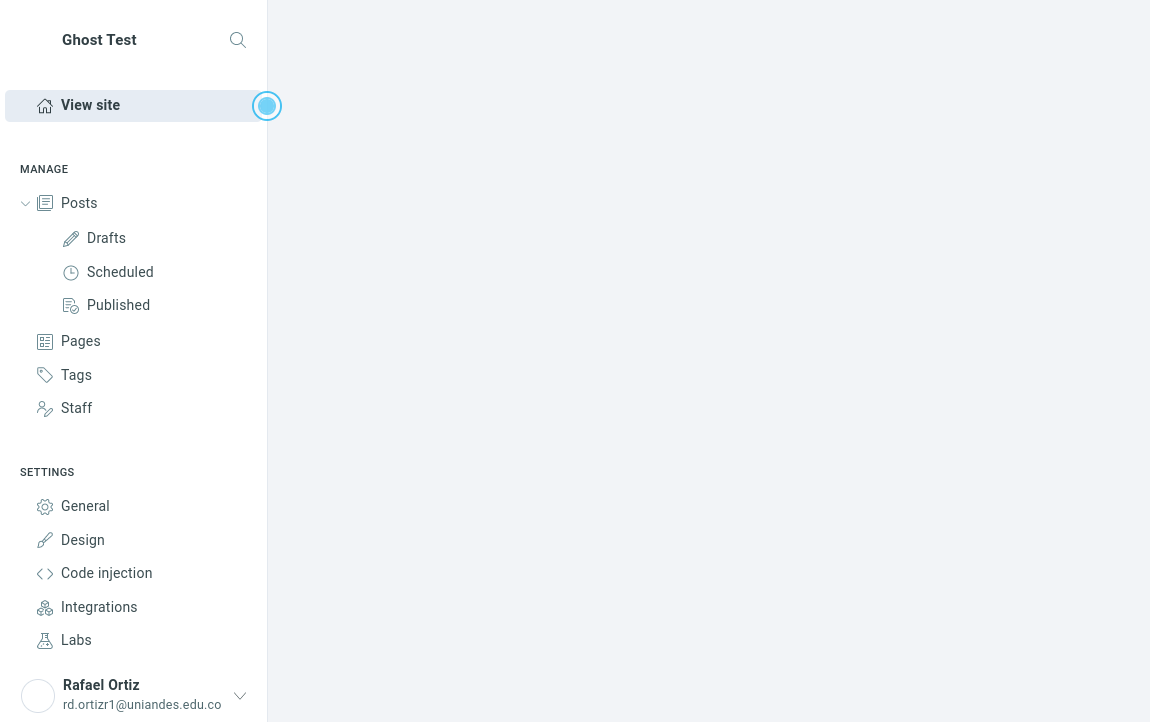 Ghost Test
View site
MANAGE
Posts
Drafts
Scheduled
Published
Pages
Tags
Staff
SETTINGS
General
Design
Code injection
Integrations
Labs
Rafael Ortiz
rd.ortizr1@uniandes.edu.co